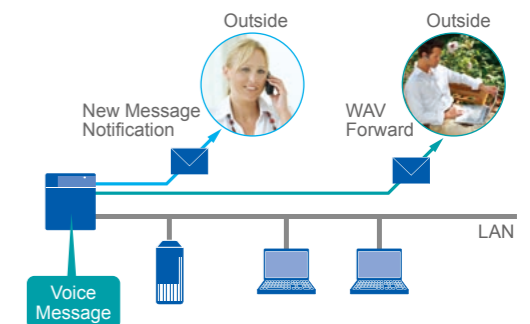 Outside
Outside
New Message
Notification
WAV
Forward
LAN
Voice
Message